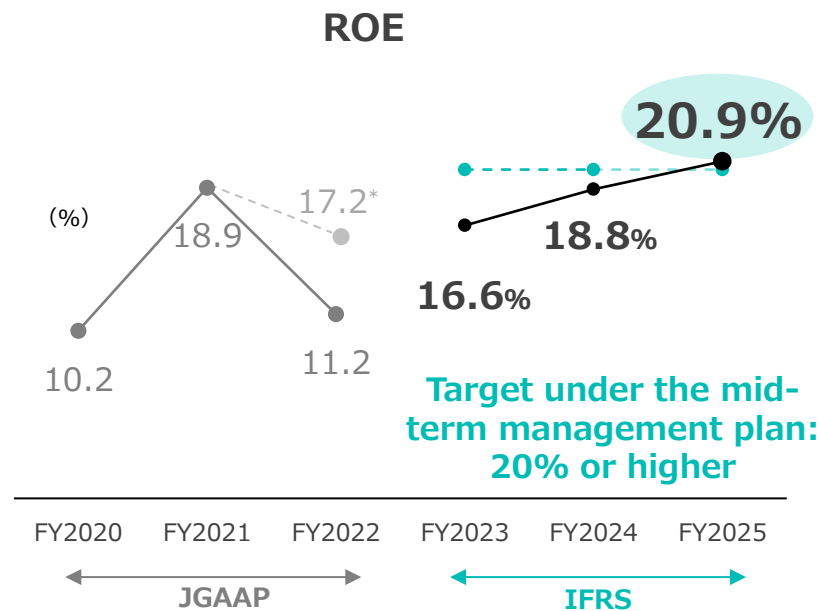 ROE
20.9%
(%)
17.2*
18.9
18.8%
16.6%
10.2
11.2
Target under the mid-
term management plan:
20% or higher
FY2020 FY2021 FY2022 FY2023 FY2024 FY2025
JGAAP IFRS